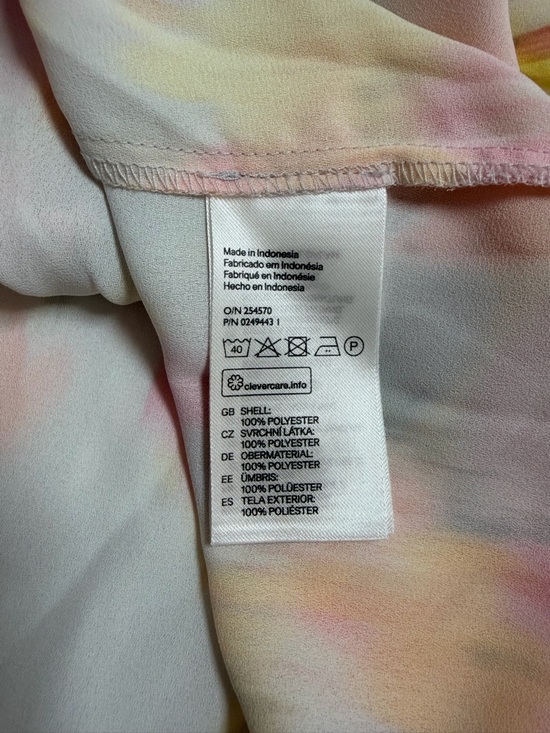 Made in Indonesia
Fabricado em Indonésia
Fabriqué en Indonésie
Hecho en Indonesia
O/N 254570
P/N 0249443 1
40 P
clevercare.info
GB SHELL:
100% POLYESTER
CZ SVRCHNÍ LÁTKA:
100% POLYESTER
DE OBERMATERIAL:
100% POLYESTER
EE ÜMBRIS:
100% POLÜESTER
ES TELA EXTERIOR:
100% POLIÉSTER